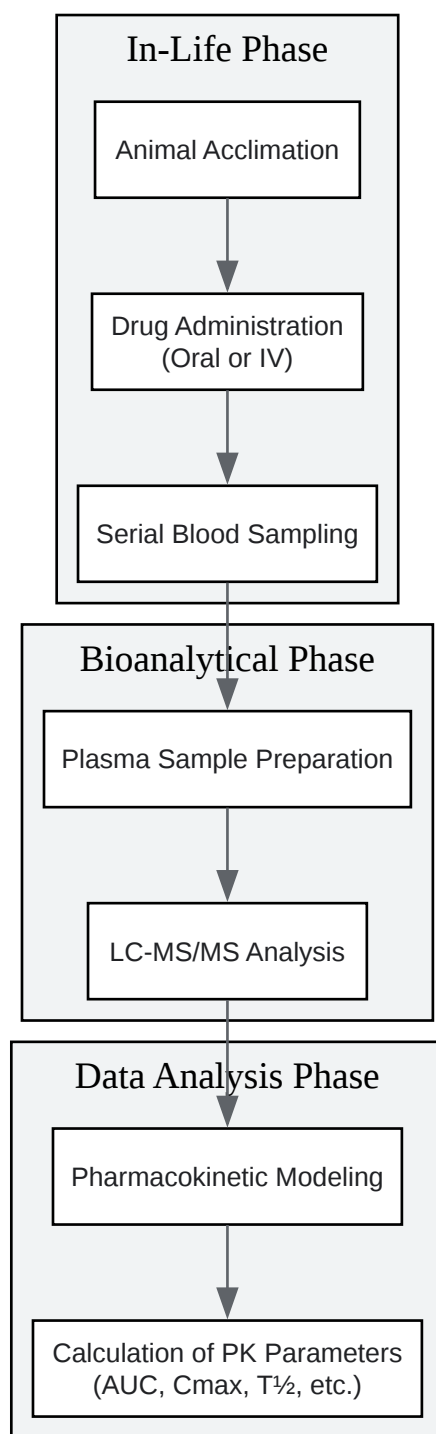 In-Life Phase
Animal Acclimation
Drug Administration
(Oral or IV)
Serial Blood Sampling
Bioanalytical Phase
Plasma Sample Preparation
LC-MS/MS Analysis
Data Analysis Phase
Pharmacokinetic Modeling
Calculation of PK Parameters
(AUC, Cmax, T½, etc.)